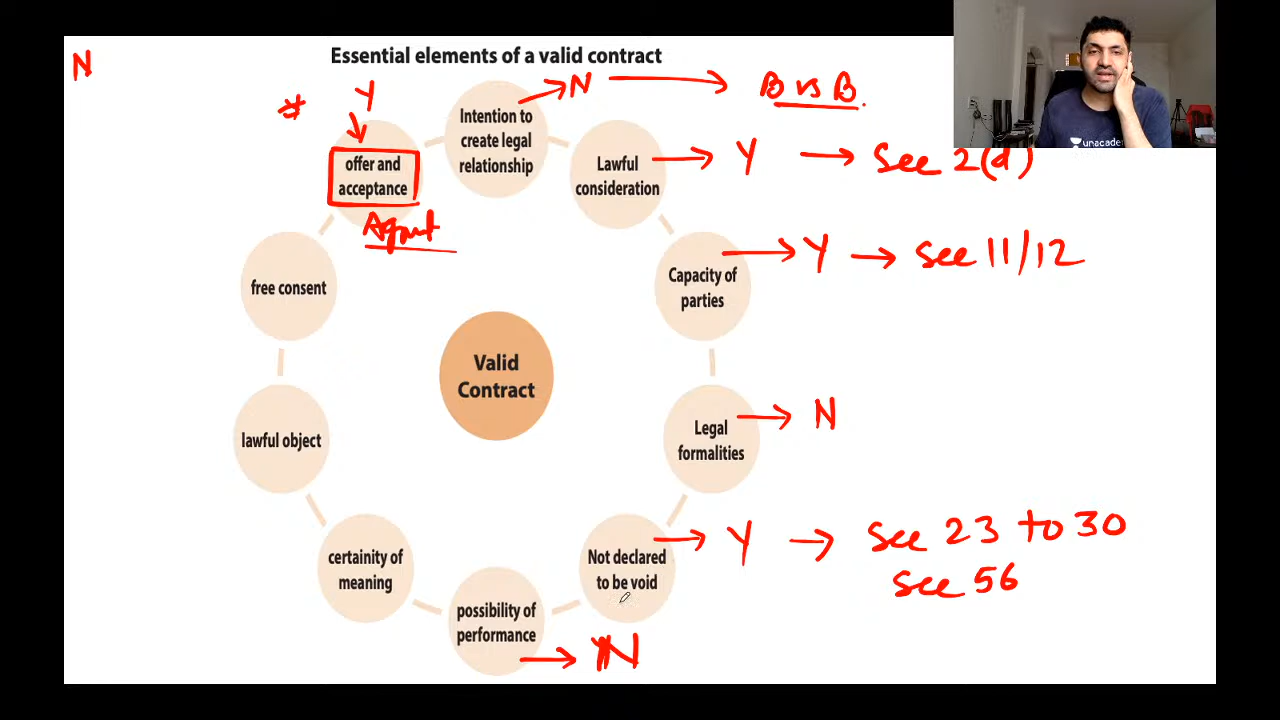 Essential elements of a valid contract
N
*
Y
N
B vs B.
Intention to
create legal
relationship
offer and
acceptance
Lawful
consideration
Y
See 2(d)
unacade
Capacity of
parties
Y
See 11/12
free consent
Valid
Contract
Legal
formalities
N
lawful object
certainity of
meaning
Not declared
to be void
Y
See 23 to 30
See 56
possibility of
performance
N